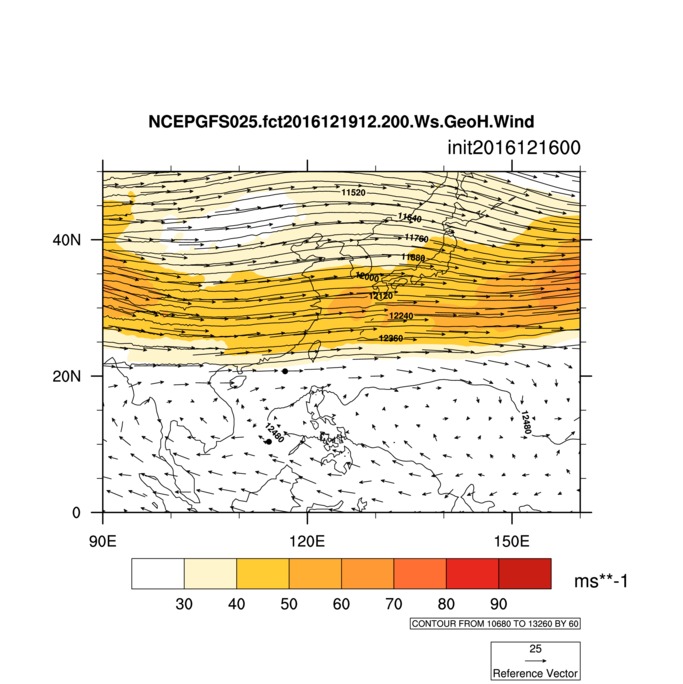 NCEPGFS025.fct2016121912.200.Ws.GeoH.Wind
init2016121600
11520
11640
40N
11760
11880
12000
12120
12240
12360
20N
12480
12480
0
90E 120E 150E
ms**-1
30 40 50 60 70 80 90
CONTOUR FROM 10680 TO 13260 BY 60
25
Reference Vector